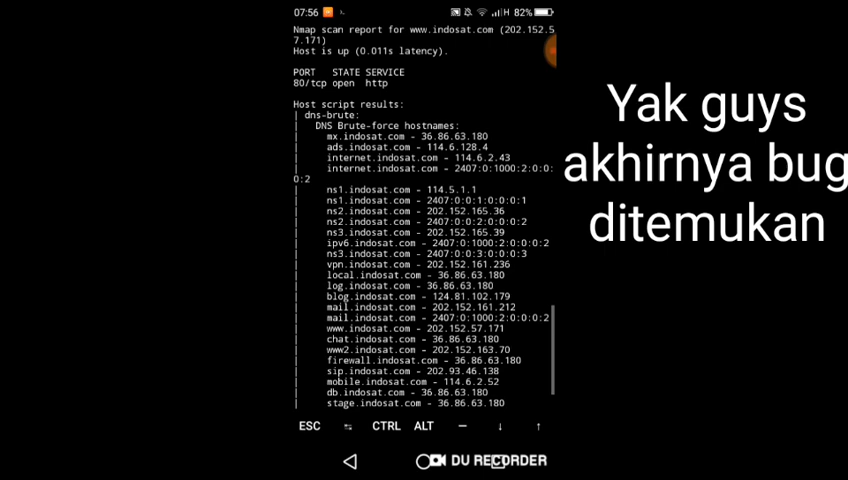 07:56
82%
Nmap scan report for www.indosat.com (202.152.5
7.171)
Host is up (0.011s latency).
PORT STATE SERVICE
80/tcp open http
Host script results:
| dns-brute:
| DNS Brute-force hostnames:
| mx.indosat.com - 36.86.63.180
| ads.indosat.com - 114.6.128.4
| internet.indosat.com - 114.6.2.43
| internet.indosat.com - 2407:0:1000:2:0:0:
0:2
| ns1.indosat.com - 114.5.1.1
| ns1.indosat.com - 2407:0:0:1:0:0:0:1
| ns2.indosat.com - 202.152.165.36
| ns2.indosat.com - 2407:0:0:2:0:0:0:2
| ns3.indosat.com - 202.152.165.39
| ipv6.indosat.com - 2407:0:1000:2:0:0:0:2
| ns3.indosat.com - 2407:0:0:3:0:0:0:3
| vpn.indosat.com - 202.152.161.236
| local.indosat.com - 36.86.63.180
| log.indosat.com - 36.86.63.180
| blog.indosat.com - 124.81.102.179
| mail.indosat.com - 202.152.161.212
| mail.indosat.com - 2407:0:1000:2:0:0:0:2
| www.indosat.com - 202.152.57.171
| chat.indosat.com - 36.86.63.180
| www2.indosat.com - 202.152.163.70
| firewall.indosat.com - 36.86.63.180
| sip.indosat.com - 202.93.46.138
| mobile.indosat.com - 114.6.2.52
| db.indosat.com - 36.86.63.180
| stage.indosat.com - 36.86.63.180
ESC CTRL ALT — ↓ ↑
DU RECORDER
Yak guys
akhirnya bug
ditemukan